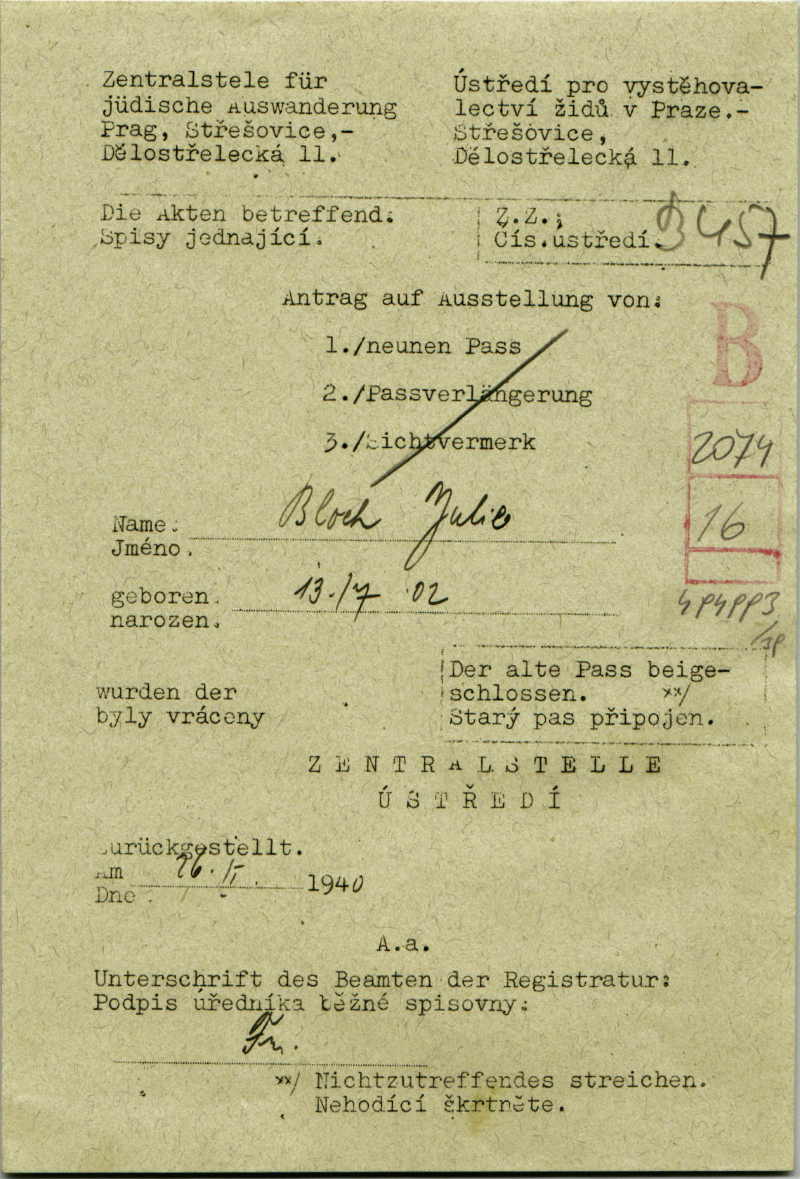 Zentralstele für
jüdische Auswanderung
Prag, Střešovice,-
Dělostřelecká 11.
Ústředí pro vystěhova-
lectví židů v Praze.-
Střešovice,
Dělostřelecká 11.
Die Akten betreffend:
Spisy jednající:
Z.Z.:
Čís.ústředí.
457
Antrag auf Ausstellung von:
1./neunen Pass
2./Passverlängerung
3./Sichtvermerk
B
2074
16
Name.
Jméno.
Bloch Julie
geboren.
narozen.
13./7 02
wurden der
byly vráceny
Der alte Pass beige-
schlossen. xx/
Starý pas připojen.
ZENTRALSTELLE
ÚSTŘEDÍ
Zurückgestellt.
Am
Dne
1940
A.a.
Unterschrift des Beamten der Registratur:
Podpis úředníka běžné spisovny:
xx/ Nichtzutreffendes streichen.
Nehodící škrtněte.